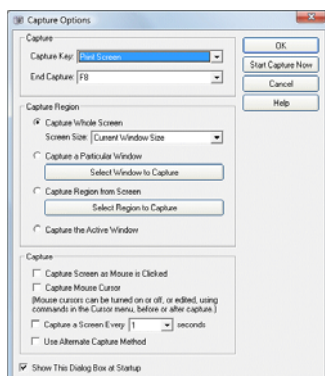 Capture Options
Capture
Capture Key: Print Screen
End Capture: F8
OK
Start Capture Now
Cancel
Help
Capture Region
Capture Whole Screen
Screen Size: Current Window Size
Capture a Particular Window
Select Window to Capture
Capture Region from Screen
Select Region to Capture
Capture the Active Window
Capture
Capture Screen as Mouse is Clicked
Capture Mouse Cursor
(Mouse cursors can be turned on or off, or edited, using
commands in the Cursor menu, before or after capture.)
Capture a Screen Every 1 seconds
Use Alternate Capture Method
Show This Dialog Box at Startup